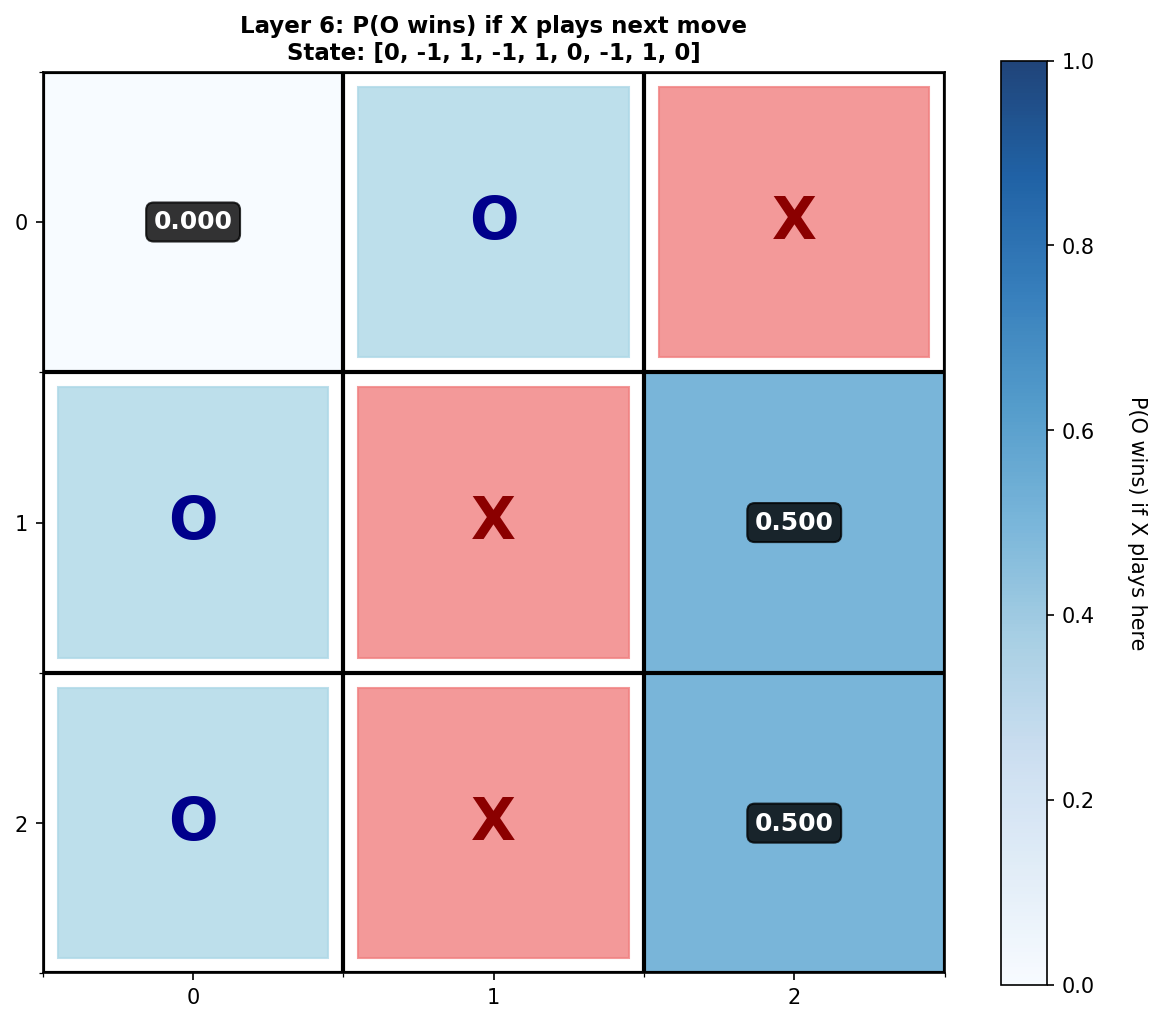 Layer 6: P(O wins) if X plays next move
State: [0, -1, 1, -1, 1, 0, -1, 1, 0]
0.000
O
X
O
X
0.500
O
X
0.500
0
1
2
0
1
2
1.0
0.8
0.6
0.4
0.2
0.0
P(O wins) if X plays here